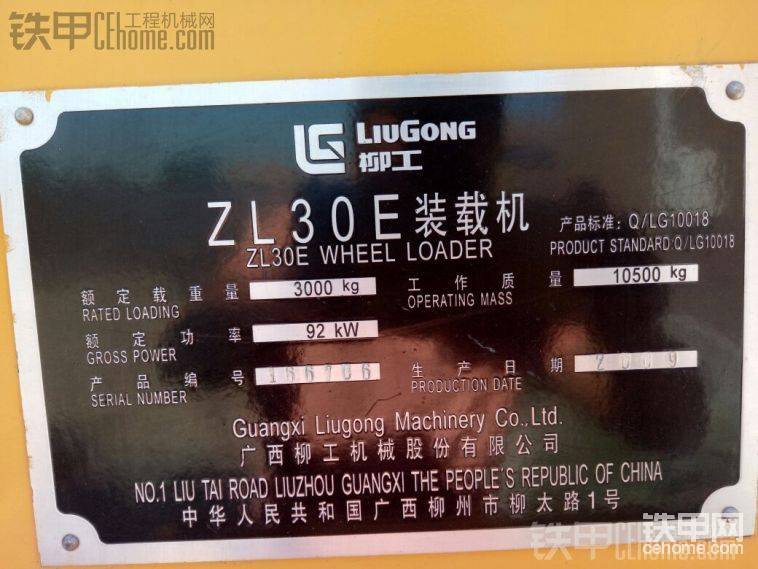 铁甲 CEhome.com 工程机械网
LG LIUGONG
柳工
ZL30E装载机
ZL30E WHEEL LOADER
产品标准: Q/LG10018
PRODUCT STANDARD:Q/LG10018
额定载重量 3000 kg 工作质量 10500 kg
RATED LOADING OPERATING MASS
额定功率 92 kW
GROSS POWER
产品编号 166706 生产日期 2009
SERIAL NUMBER PRODUCTION DATE
Guangxi Liugong Machinery Co.,Ltd.
广西柳工机械股份有限公司
NO.1 LIU TAI ROAD LIUZHOU GUANGXI THE PEOPLE'S REPUBLIC OF CHINA
中华人民共和国广西柳州市柳太路1号
铁甲网
cehome.com